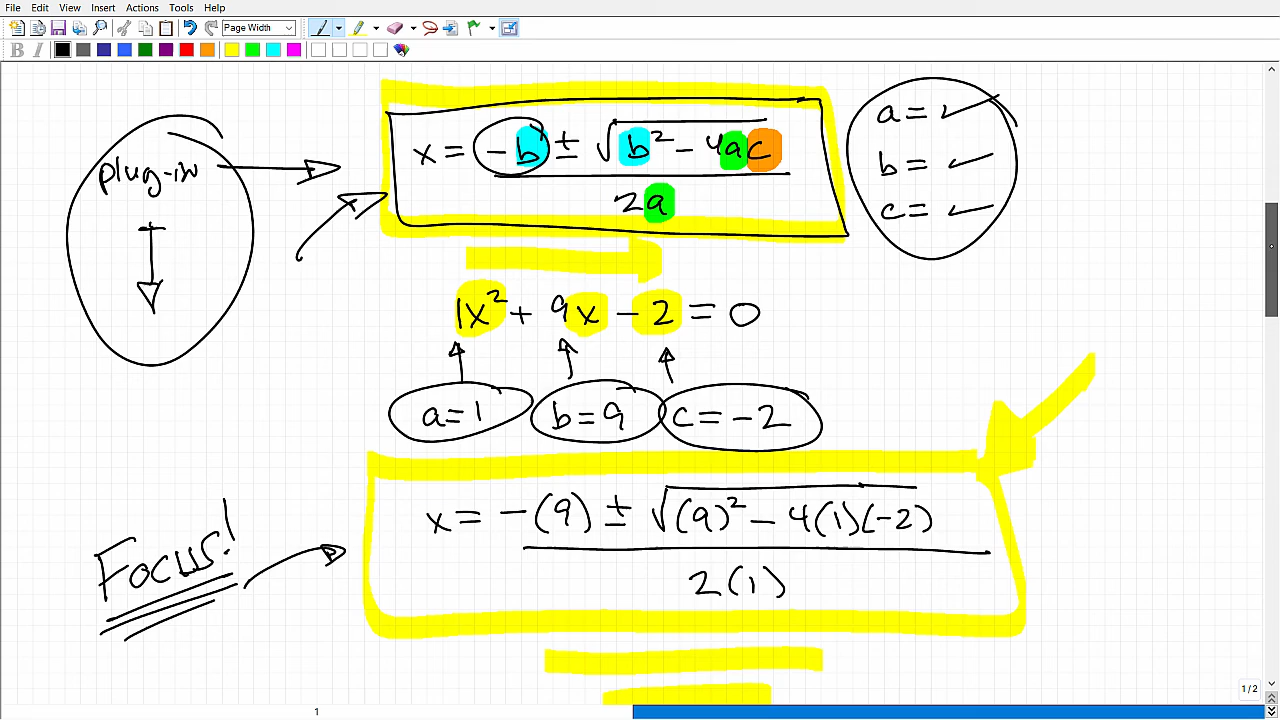 File Edit View Insert Actions Tools Help
Page Width
B I
x = -b ± √b² - 4ac
2a
a = ✓
b = ✓
c = ✓
plug-in
1x² + 9x - 2 = 0
a=1 b=9 c=-2
x = -(9) ± √(9)² - 4(1)(-2)
2(1)
Focus!
1/2
1